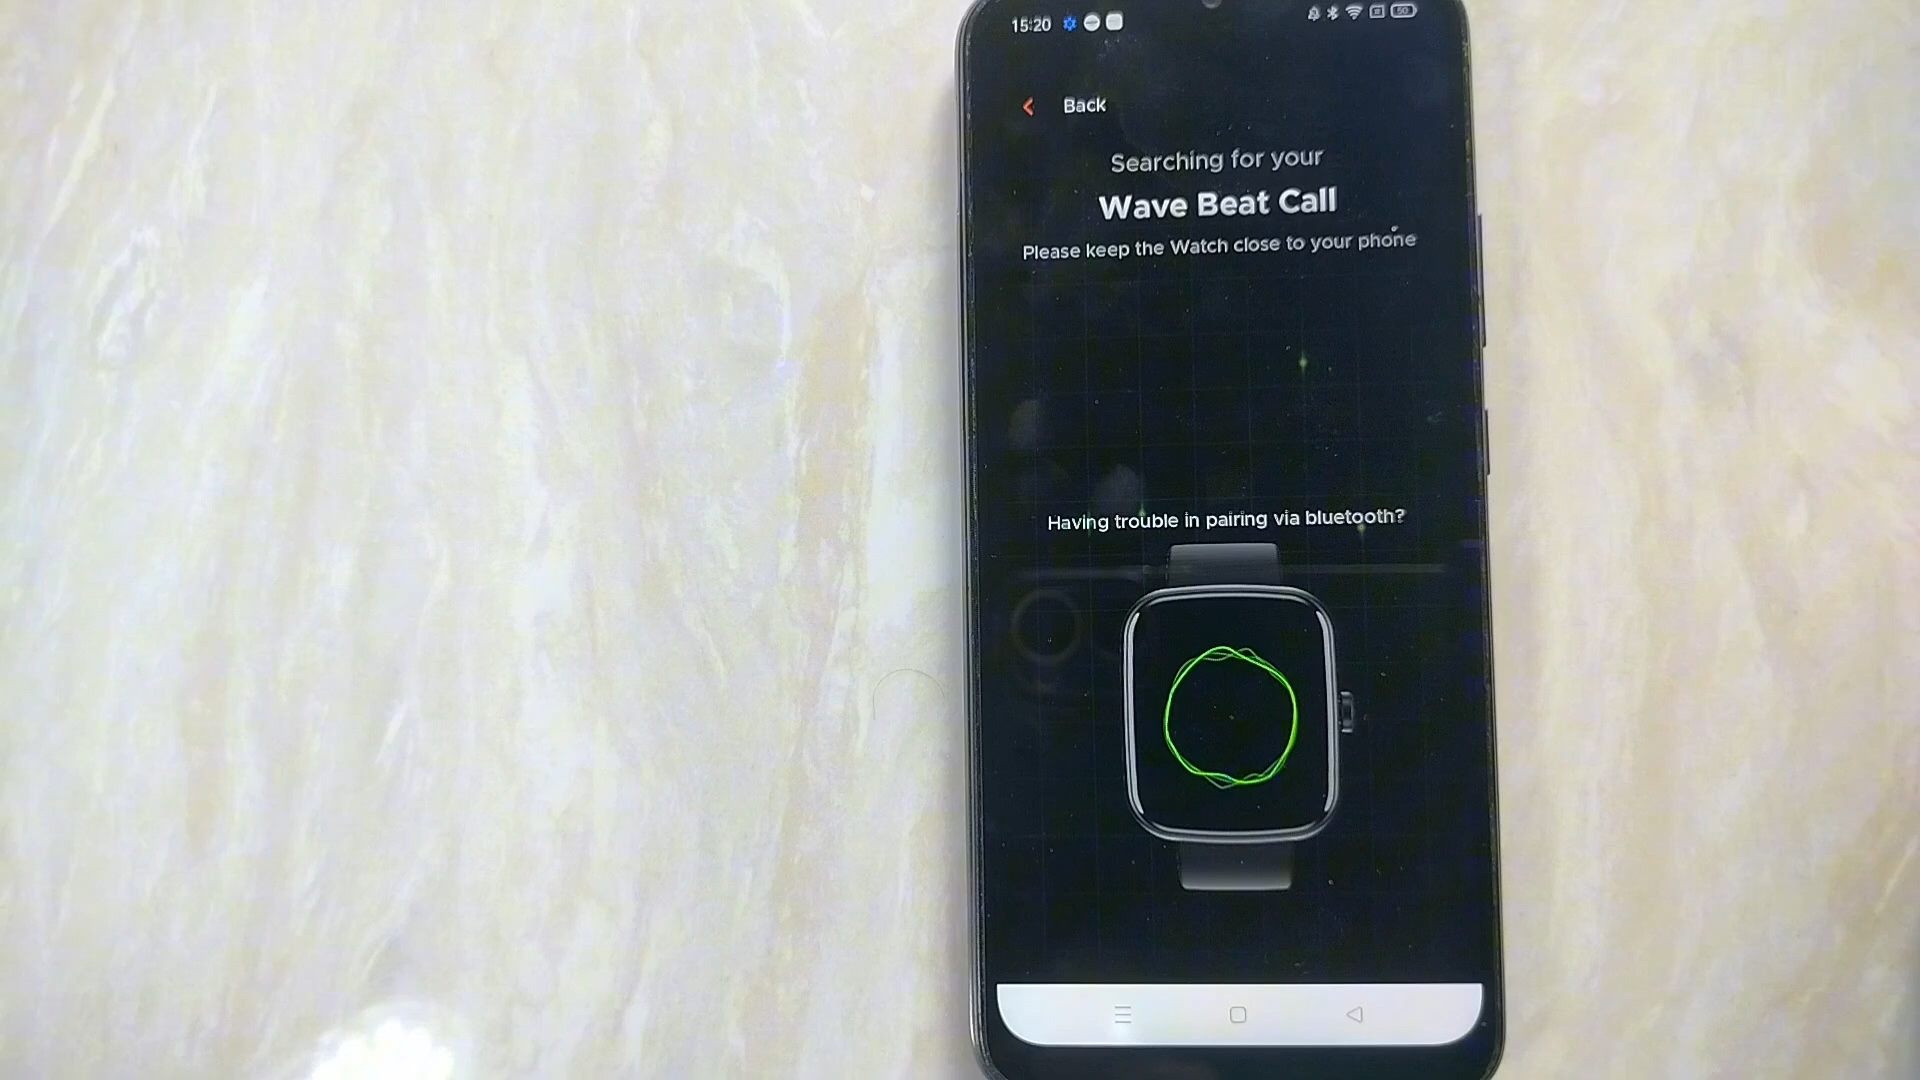 15:20
50
Back
Searching for your
Wave Beat Call
Please keep the Watch close to your phone
Having trouble in pairing via bluetooth?